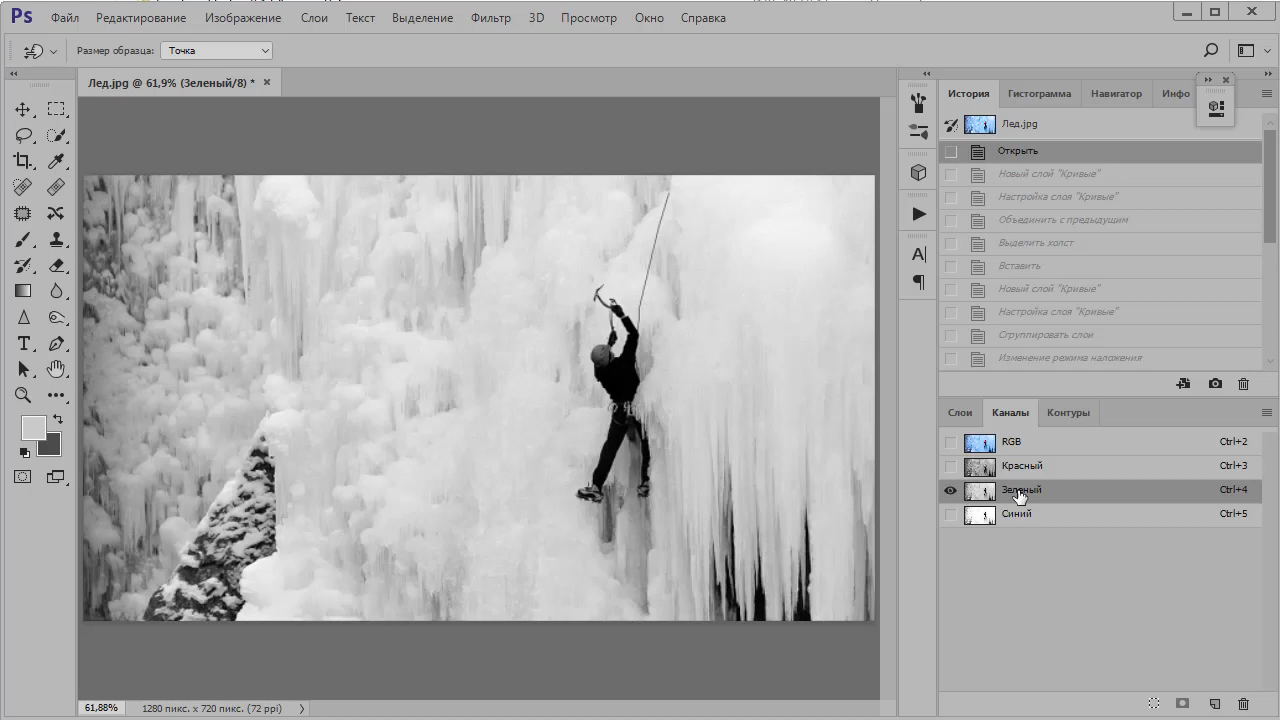 Ps Файл Редактирование Изображение Слои Текст Выделение Фильтр 3D Просмотр Окно Справка
Размер образца: Точка
Лед.jpg @ 61,9% (Зеленый/8) *
История Гистограмма Навигатор Инфо
Лед.jpg
Открыть
Новый слой "Кривые"
Настройка слоя "Кривые"
Объединить с предыдущим
Выделить холст
Вставить
Новый слой "Кривые"
Настройка слоя "Кривые"
Сгруппировать слои
Изменение режима наложения
Слои Каналы Контуры
RGB Ctrl+2
Красный Ctrl+3
Зеленый Ctrl+4
Синий Ctrl+5
61,88% 1280 пикс. x 720 пикс. (72 ppi)